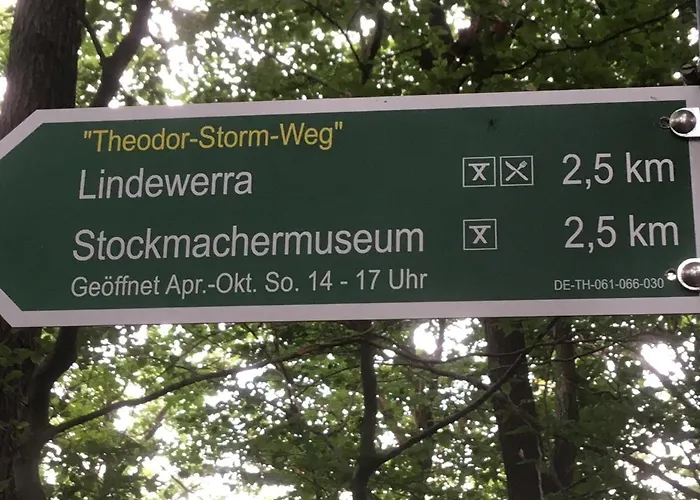 "Theodor-Storm-Weg"
Lindewerra 2,5 km
Stockmachermuseum 2,5 km
Geöffnet Apr.-Okt. So. 14 - 17 Uhr DE-TH-061-066-030